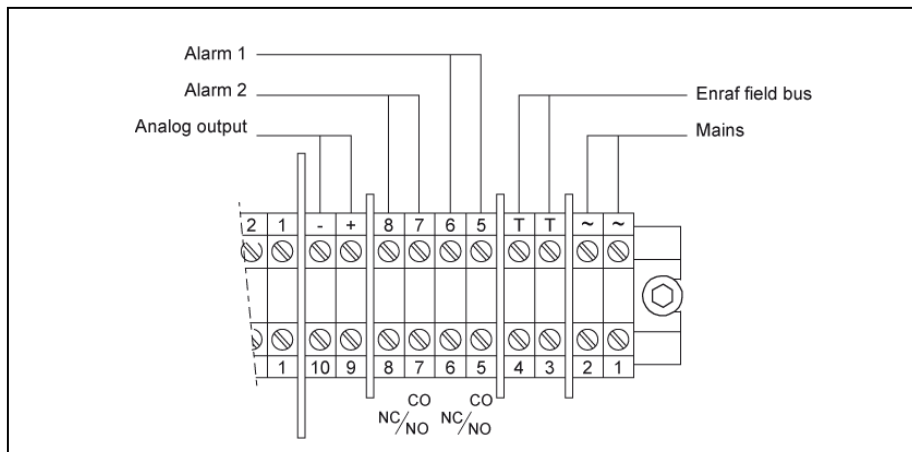 Alarm 1
Alarm 2
Analog output
Enraf field bus
Mains
2 1 - + 8 7 6 5 T T ~ ~
1 10 9 8 7 6 5 4 3 2 1
CO CO
NC/NO NC/NO